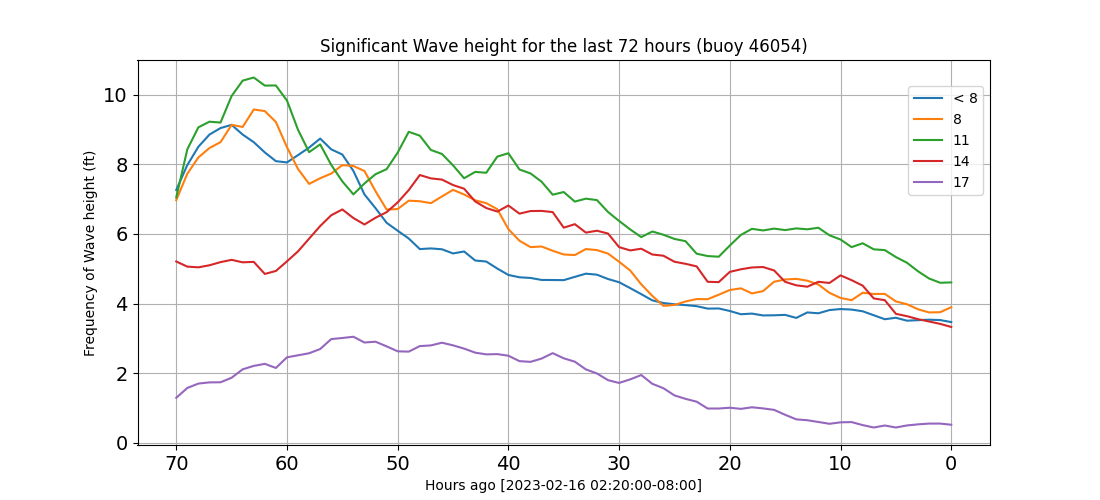 Significant Wave height for the last 72 hours (buoy 46054)
Frequency of Wave height (ft)
10
8
6
4
2
0
< 8
8
11
14
17
70 60 50 40 30 20 10 0
Hours ago [2023-02-16 02:20:00-08:00]